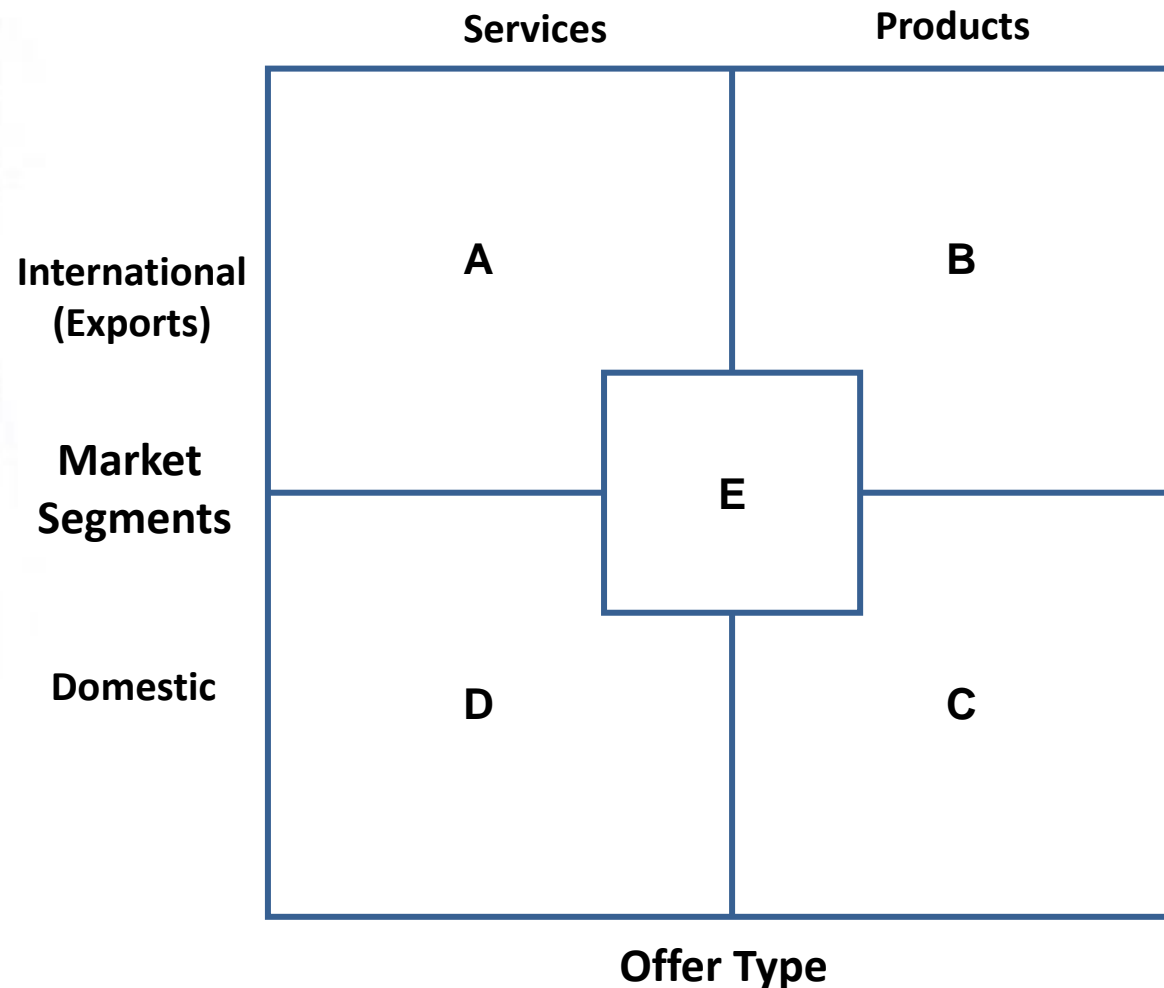 Services
Products
A
B
International
(Exports)
Market
Segments
E
Domestic
D
C
Offer Type